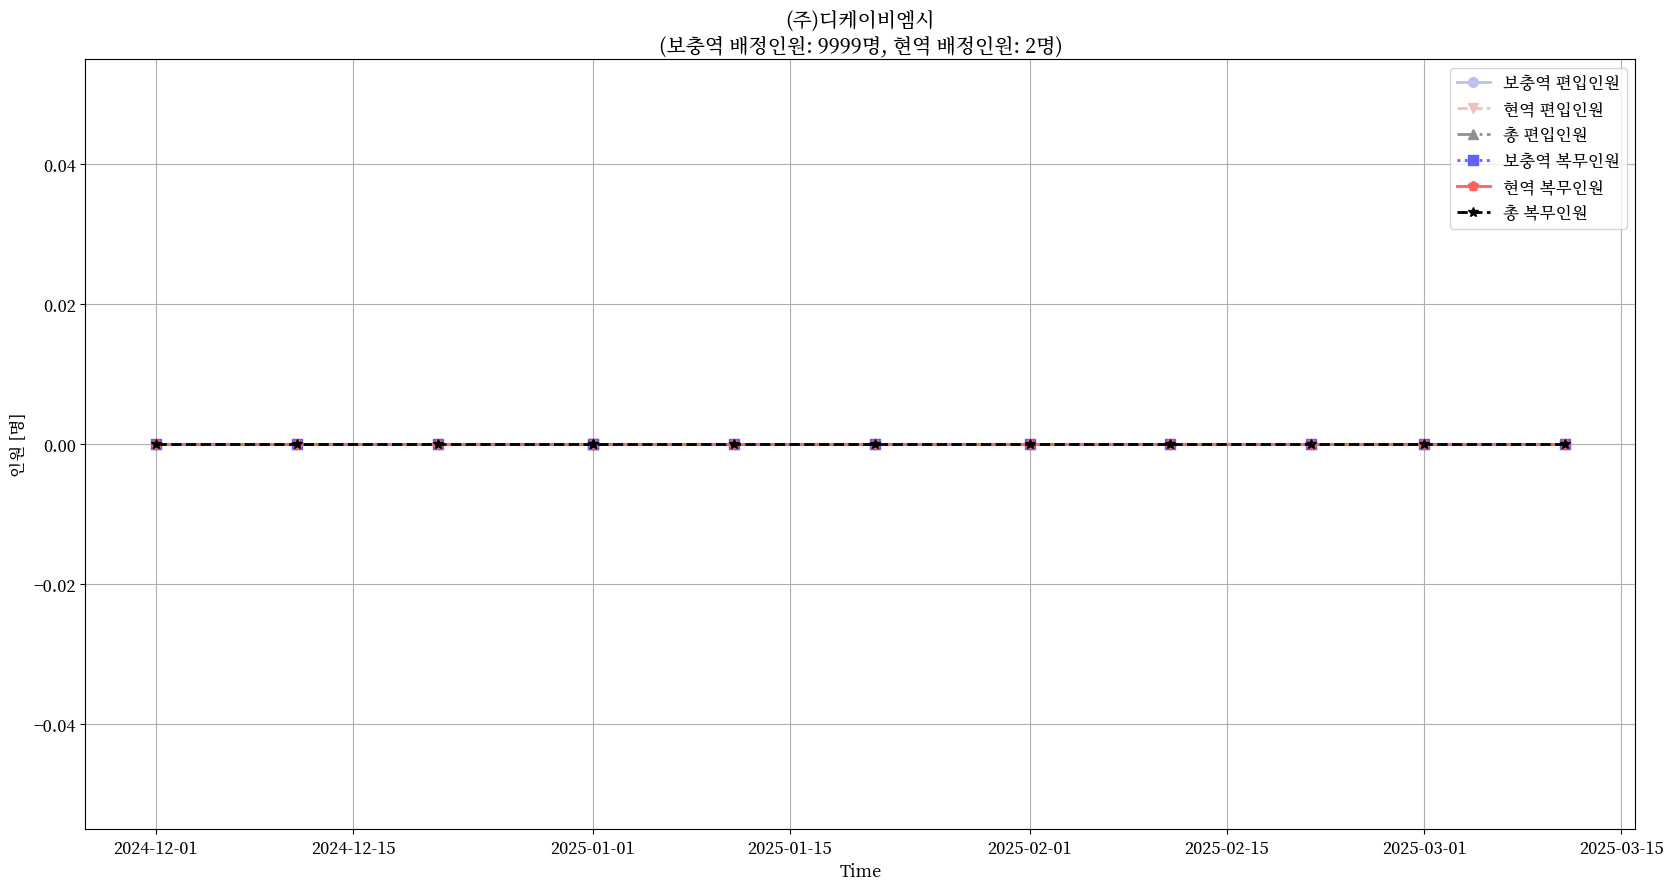 (주)디케이비엠시
(보충역 배정인원: 9999명, 현역 배정인원: 2명)
보충역 편입인원
현역 편입인원
총 편입인원
보충역 복무인원
현역 복무인원
총 복무인원
인원 [명]
0.04
0.02
0.00
−0.02
−0.04
2024-12-01
2024-12-15
2025-01-01
2025-01-15
2025-02-01
2025-02-15
2025-03-01
2025-03-15
Time